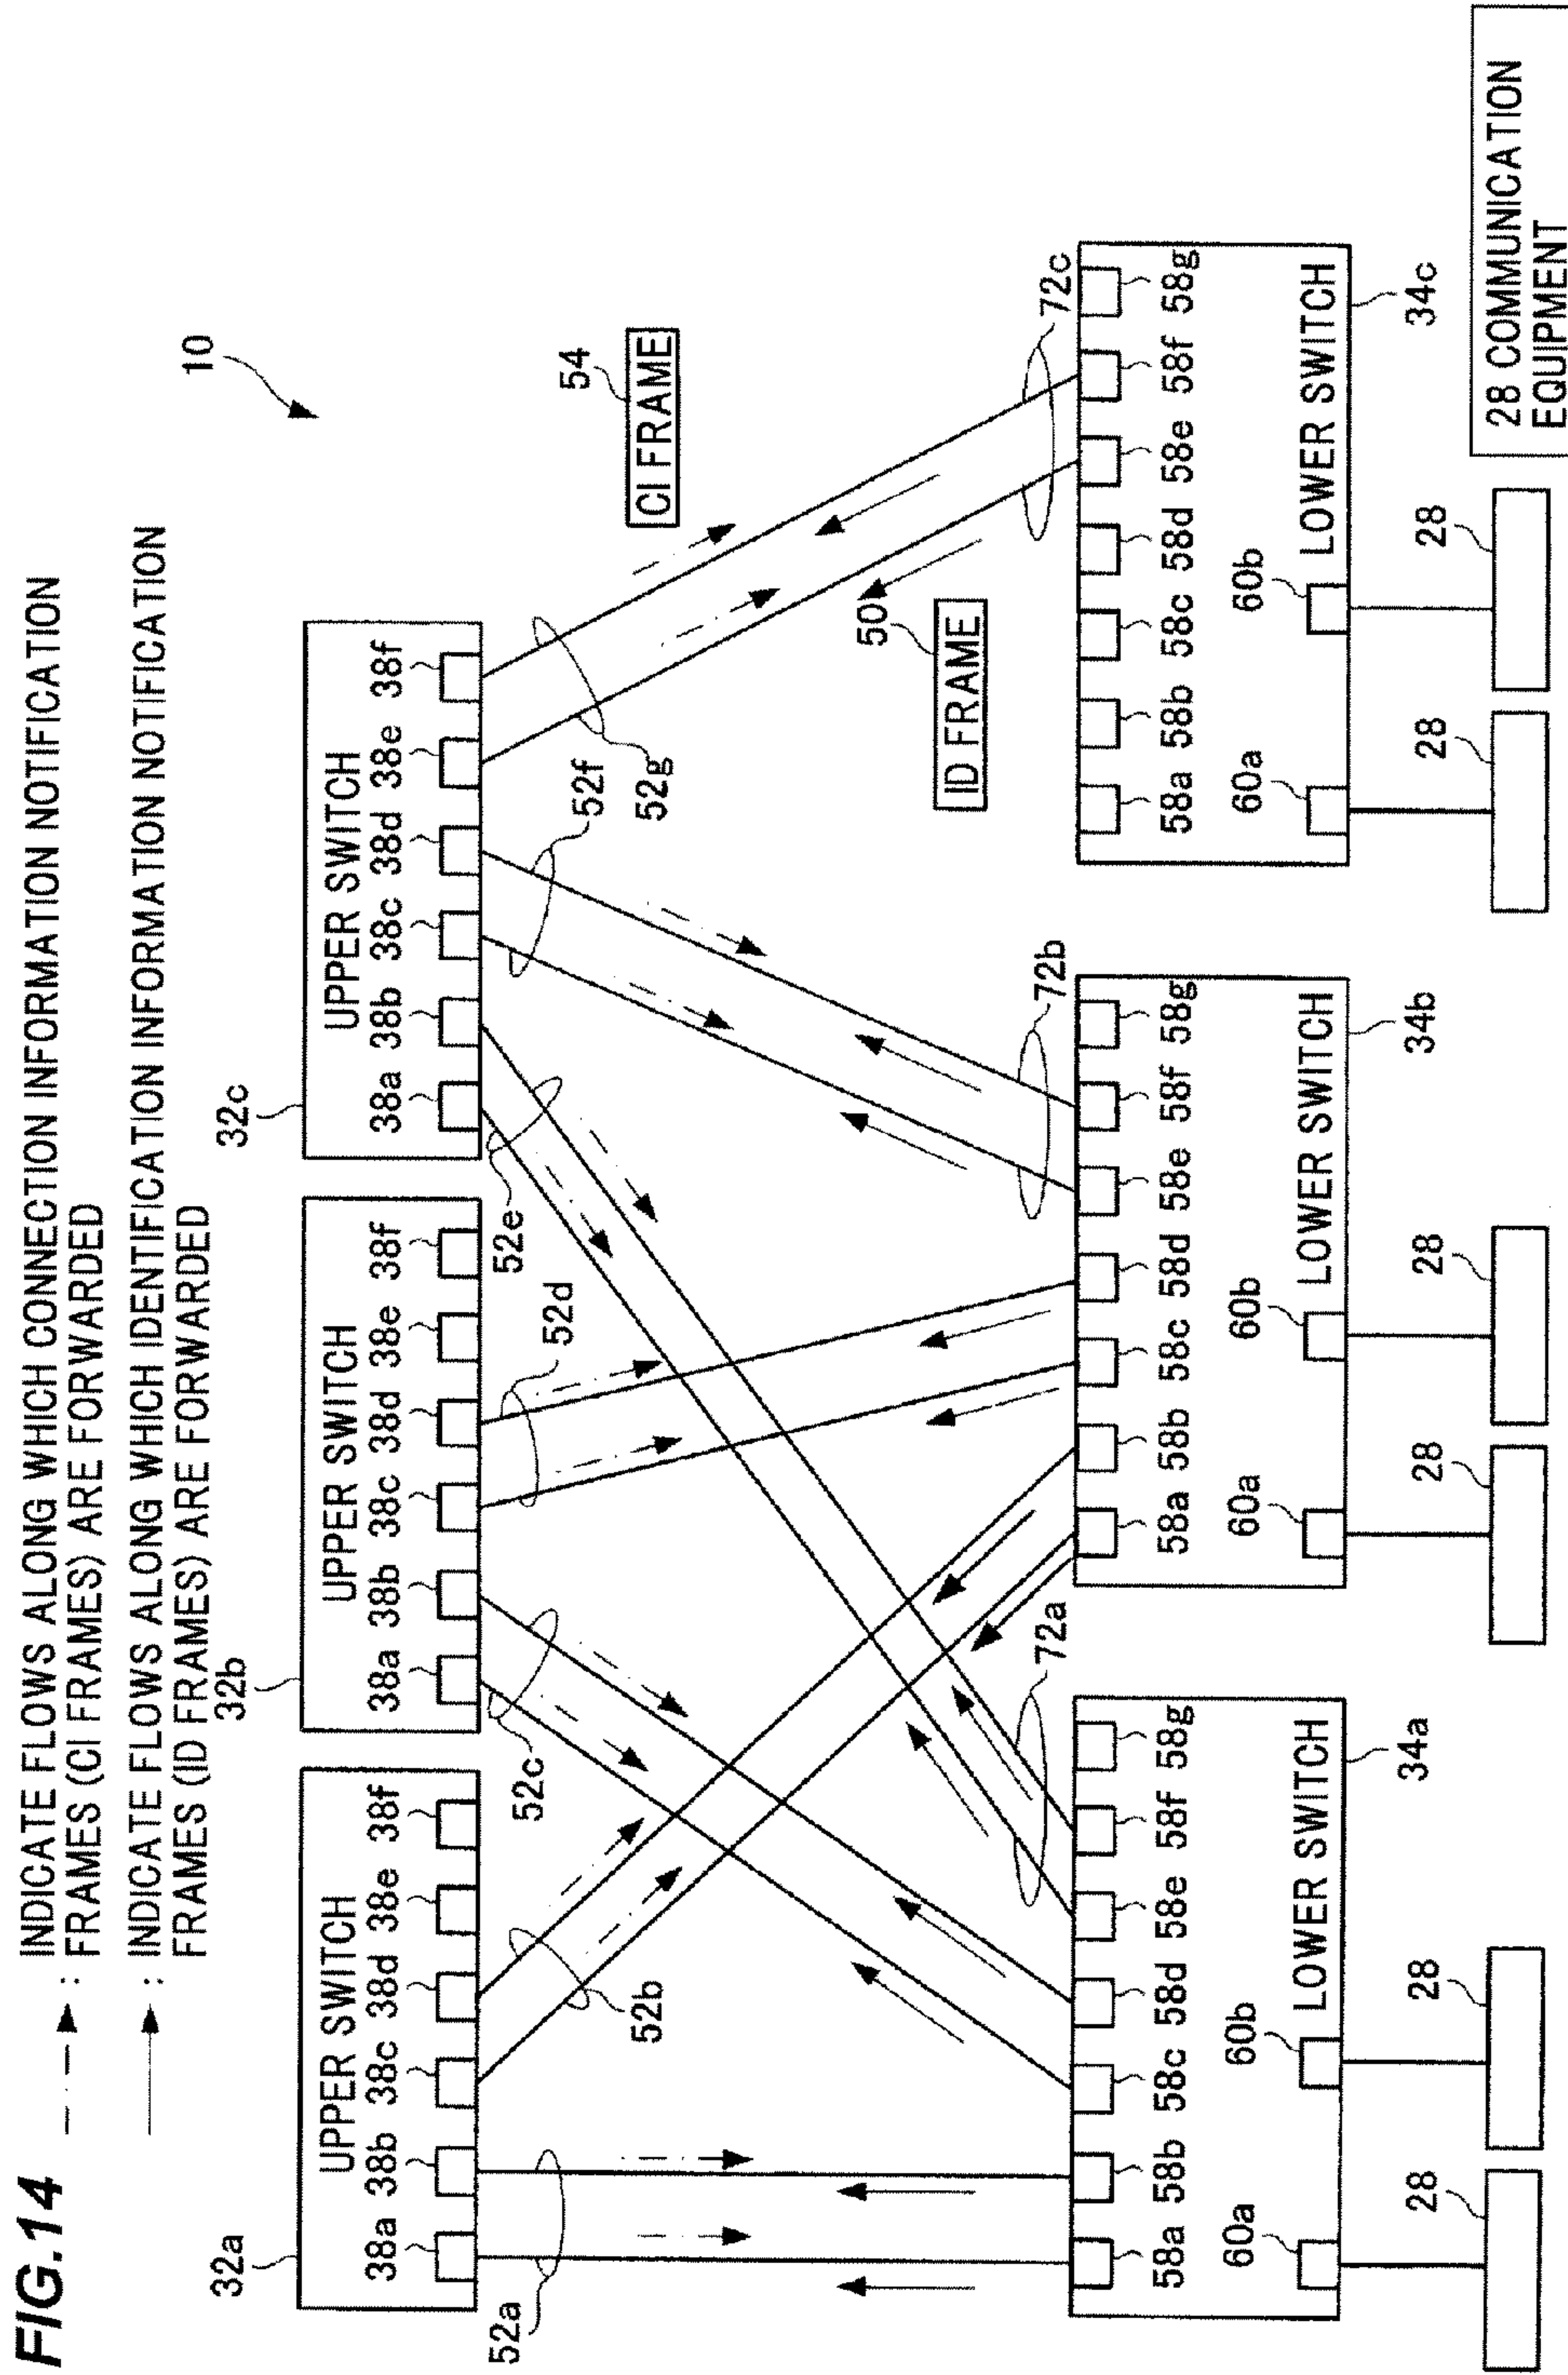 FIG.14
: INDICATE FLOWS ALONG WHICH CONNECTION INFORMATION NOTIFICATION
FRAMES (CI FRAMES) ARE FORWARDED
: INDICATE FLOWS ALONG WHICH IDENTIFICATION INFORMATION NOTIFICATION
FRAMES (ID FRAMES) ARE FORWARDED
10
32a
32b
32c
UPPER SWITCH
38a 38b 38c 38d 38e 38f
UPPER SWITCH
38a 38b 38c 38d 38e 38f
UPPER SWITCH
38a 38b 38c 38d 38e 38f
52a
52b
52c
52d
52e
52f
52g
54
CI FRAME
50
ID FRAME
72a
72b
72c
58a 58b 58c 58d 58e 58f 58g
60a
60b
LOWER SWITCH
34a
58a 58b 58c 58d 58e 58f 58g
60a
60b
LOWER SWITCH
34b
58a 58b 58c 58d 58e 58f 58g
60a
60b
LOWER SWITCH
34c
28
28
28
28
28
28
28 COMMUNICATION
EQUIPMENT